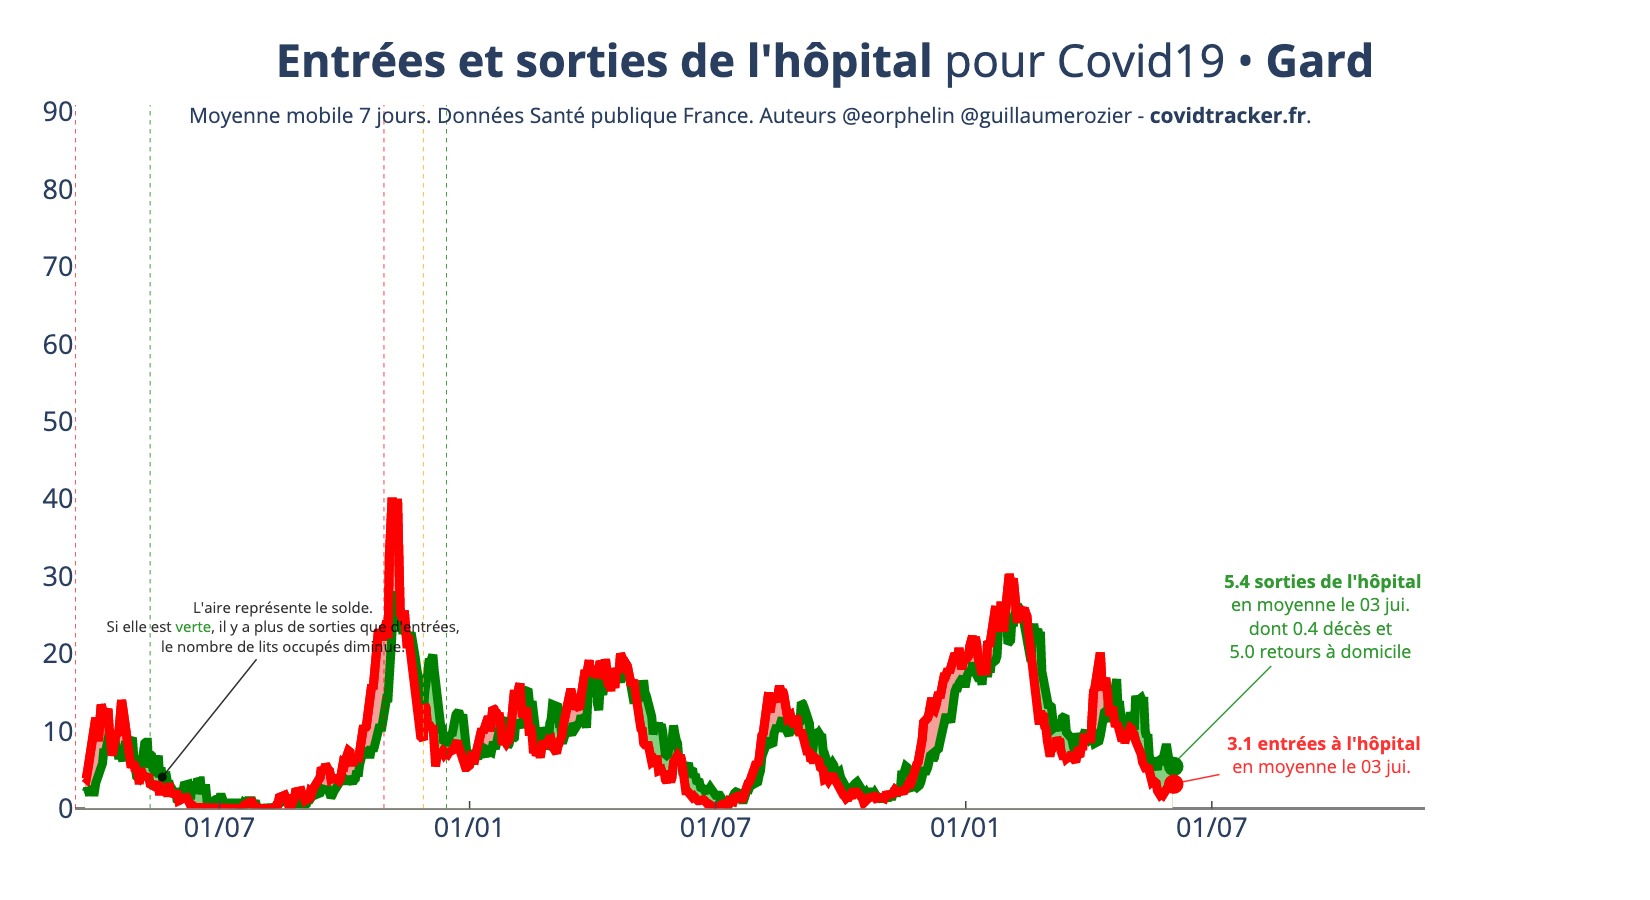 Entrées et sorties de l'hôpital pour Covid19 • Gard
Moyenne mobile 7 jours. Données Santé publique France. Auteurs @eorphelin @guillaumerozier - covidtracker.fr.
90
80
70
60
50
40
30
20
10
0
L'aire représente le solde.
Si elle est verte, il y a plus de sorties que d'entrées,
le nombre de lits occupés diminue.
5.4 sorties de l'hôpital
en moyenne le 03 jui.
dont 0.4 décès et
5.0 retours à domicile
3.1 entrées à l'hôpital
en moyenne le 03 jui.
01/07
01/01
01/07
01/01
01/07